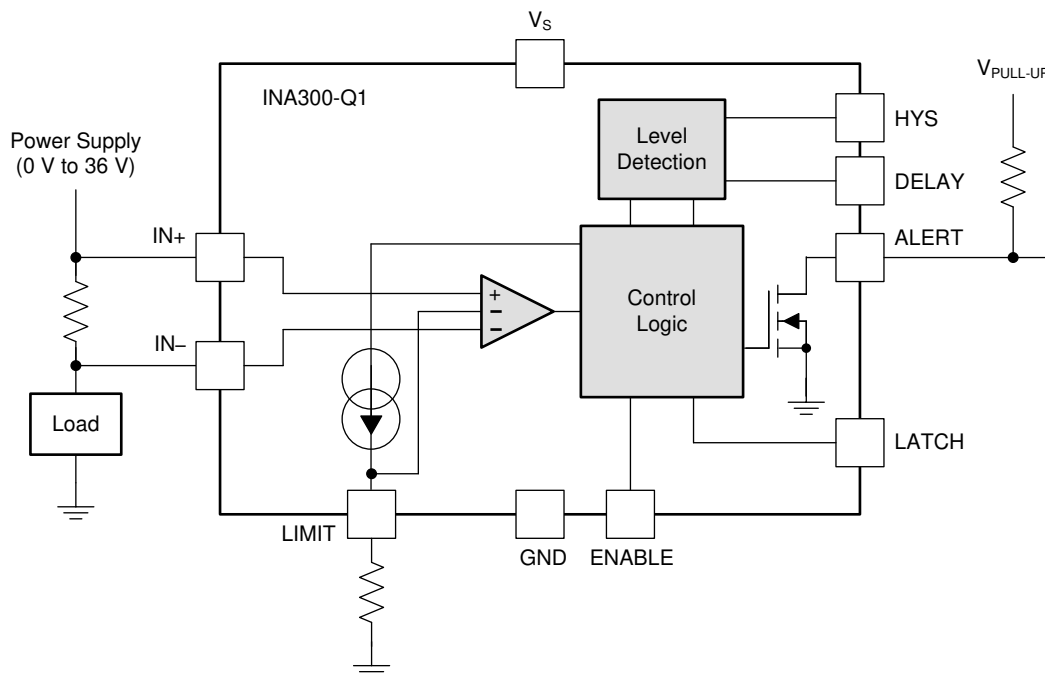 V_S
INA300-Q1
V_PULL-UP
HYS
Level
Detection
Power Supply
(0 V to 36 V)
DELAY
IN+
ALERT
+
Control
Logic
−
−
IN−
Load
LATCH
LIMIT
GND
ENABLE